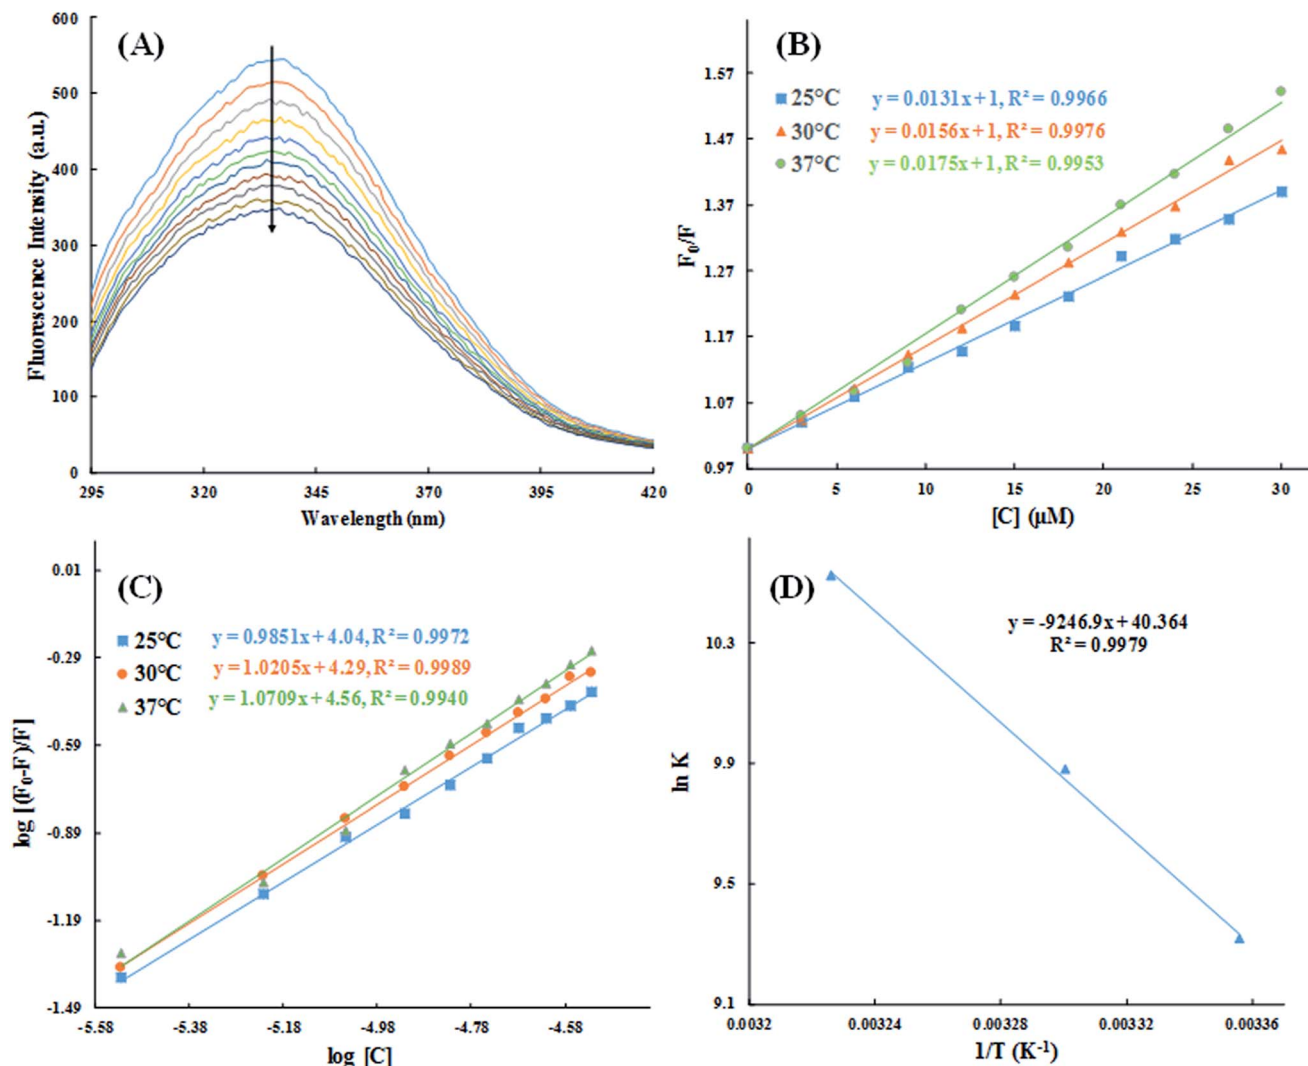 (A)
600
500
400
300
200
100
0
295 320 345 370 395 420
Fluorescence Intensity (a.u.)
Wavelength (nm)
(B)
1.57
1.47
1.37
1.27
1.17
1.07
0.97
25°C y = 0.0131x + 1, R² = 0.9966
30°C y = 0.0156x + 1, R² = 0.9976
37°C y = 0.0175x + 1, R² = 0.9953
F₀/F
0 5 10 15 20 25 30
[C] (µM)
(C)
0.01
-0.29
-0.59
-0.89
-1.19
-1.49
25°C y = 0.9851x + 4.04, R² = 0.9972
30°C y = 1.0205x + 4.29, R² = 0.9989
37°C y = 1.0709x + 4.56, R² = 0.9940
log [(F₀-F)/F]
-5.58 -5.38 -5.18 -4.98 -4.78 -4.58
log [C]
(D)
10.3
9.9
9.5
9.1
y = -9246.9x + 40.364
R² = 0.9979
ln K
0.0032 0.00324 0.00328 0.00332 0.00336
1/T (K⁻¹)